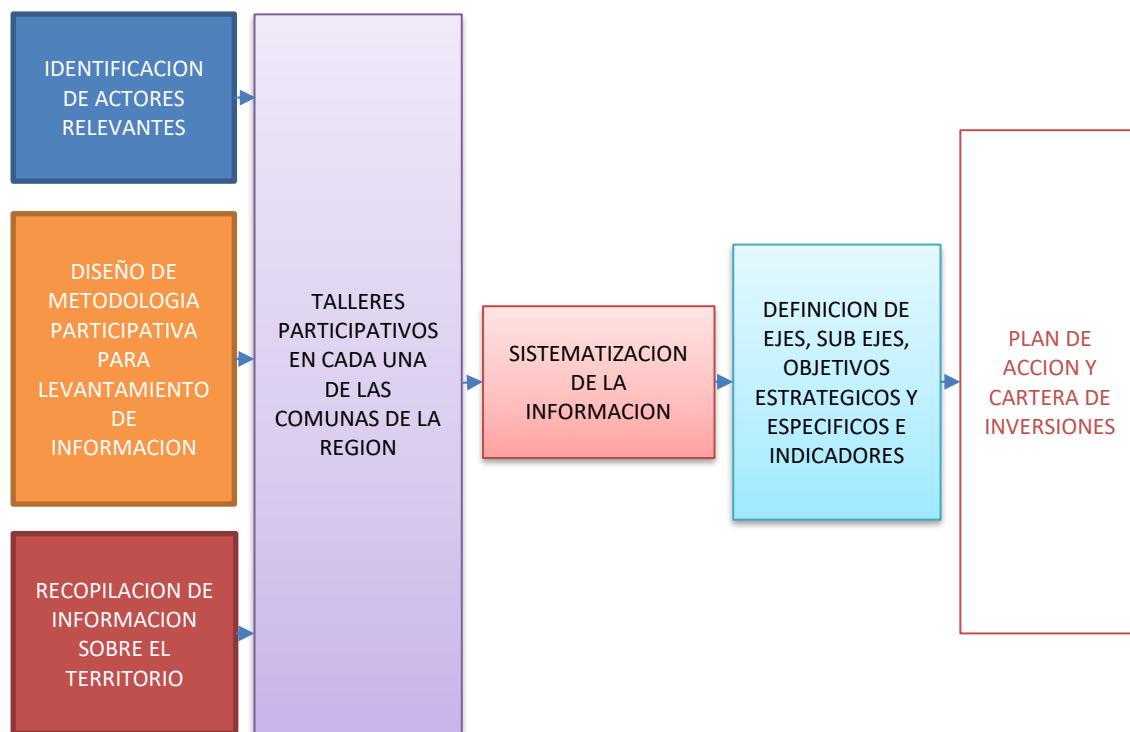 IDENTIFICACION
DE ACTORES
RELEVANTES
DISEÑO DE
METODOLOGIA
PARTICIPATIVA
PARA
LEVANTAMIENTO
DE
INFORMACION
RECOPILACION DE
INFORMACION
SOBRE EL
TERRITORIO
TALLERES
PARTICIPATIVOS
EN CADA UNA
DE LAS
COMUNAS DE LA
REGION
SISTEMATIZACION
DE LA
INFORMACION
DEFINICION DE
EJES, SUB EJES,
OBJETIVOS
ESTRATEGICOS Y
ESPECIFICOS E
INDICADORES
PLAN DE
ACCION Y
CARTERA DE
INVERSIONES